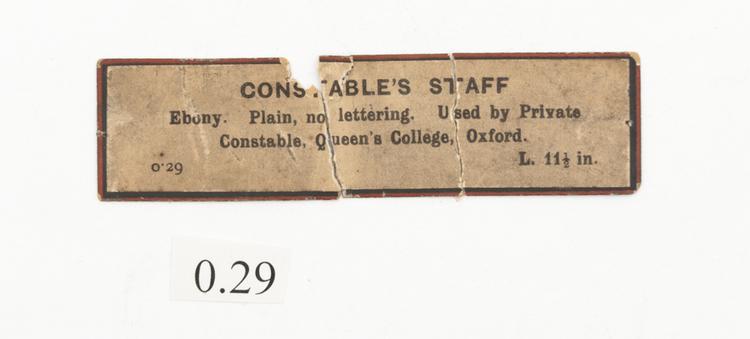 CONSTABLE'S STAFF
Ebony. Plain, no lettering. Used by Private
Constable, Queen's College, Oxford.
0·29 L. 11½ in.
0.29